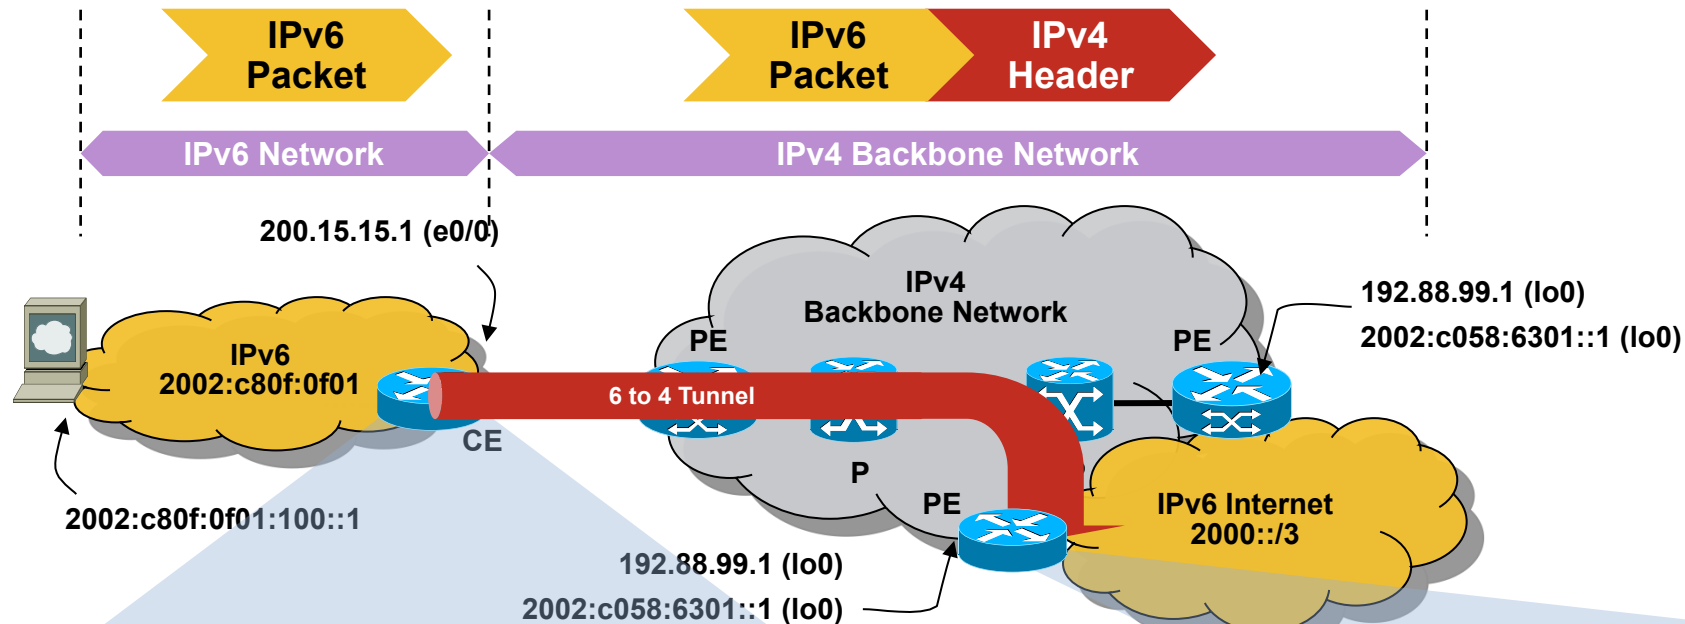 IPv6
Packet
IPv6
Packet
IPv4
Header
IPv6 Network
IPv4 Backbone Network
200.15.15.1 (e0/0)
IPv4
Backbone Network
192.88.99.1 (lo0)
2002:c058:6301::1 (lo0)
PE
PE
IPv6
2002:c80f:0f01
6 to 4 Tunnel
CE
P
PE
IPv6 Internet
2000::/3
2002:c80f:0f01:100::1
192.88.99.1 (lo0)
2002:c058:6301::1 (lo0)